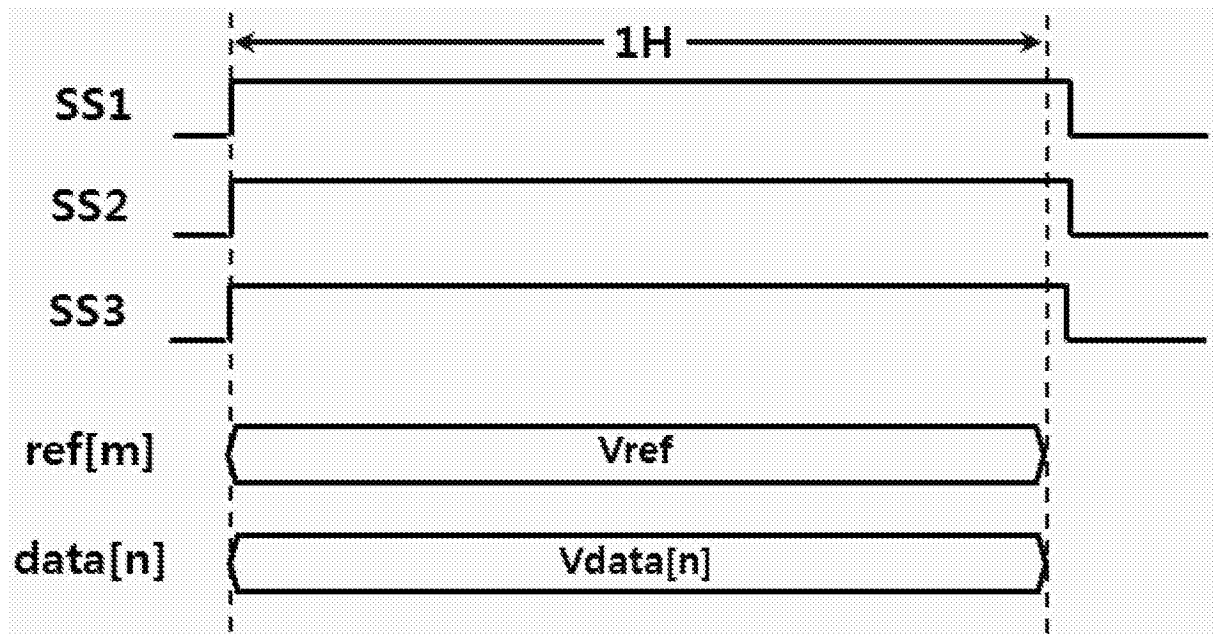 1H
SS1
SS2
SS3
ref[m] Vref
data[n] Vdata[n]